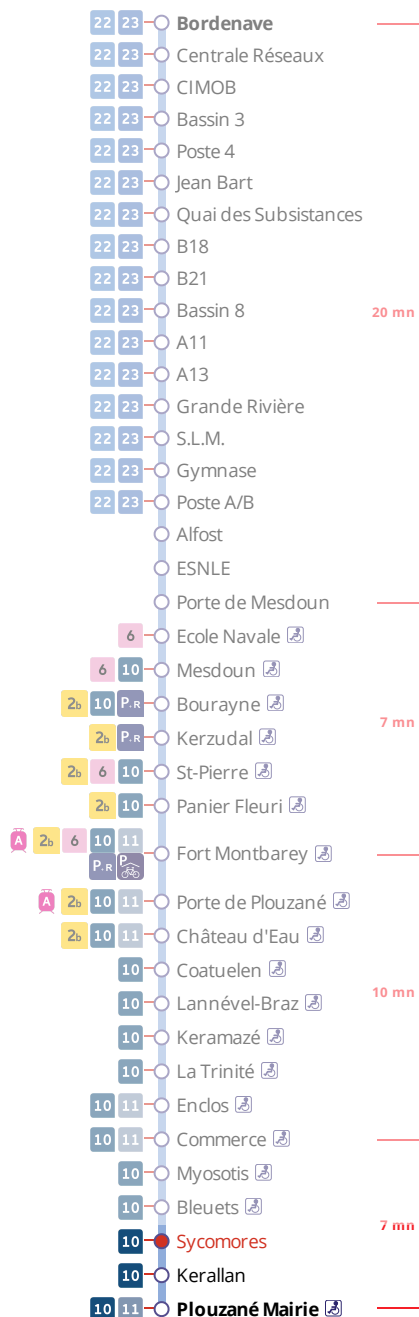 22 23 Bordenave
22 23 Centrale Réseaux
22 23 CIMOB
22 23 Bassin 3
22 23 Poste 4
22 23 Jean Bart
22 23 Quai des Subsistances
22 23 B18
22 23 B21
22 23 Bassin 8 20 mn
22 23 A11
22 23 A13
22 23 Grande Rivière
22 23 S.L.M.
22 23 Gymnase
22 23 Poste A/B
Alfost
ESNLE
Porte de Mesdoun
6 Ecole Navale
6 10 Mesdoun
2b 10 P+R Bourayne 7 mn
2b P+R Kerzudal
2b 6 10 St-Pierre
2b 10 Panier Fleuri
A 2b 6 10 11
P+R P Fort Montbarey
A 2b 10 11 Porte de Plouzané
2b 10 11 Château d'Eau
10 Coatuelen
10 Lannével-Braz 10 mn
10 Keramazé
10 La Trinité
10 11 Enclos
10 11 Commerce
10 Myosotis
10 Bleuets
7 mn
10 Sycomores
10 Kerallan
10 11 Plouzané Mairie